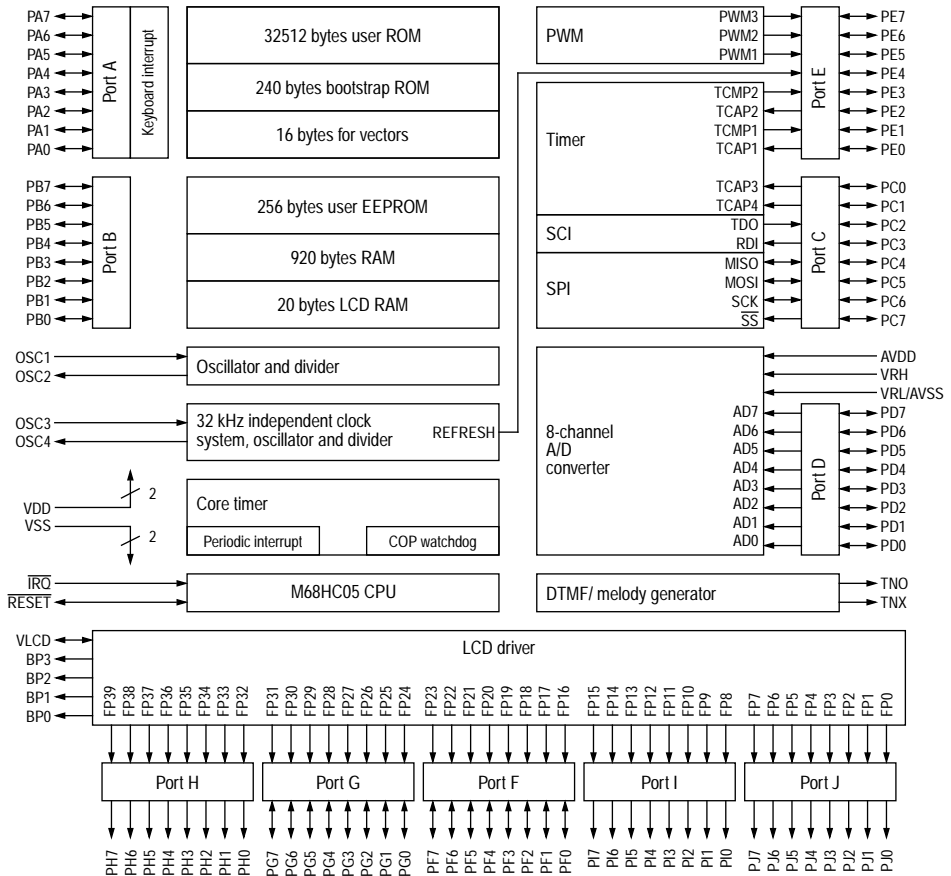 PA7
PA6
PA5
PA4
PA3
PA2
PA1
PA0
Port A
Keyboard interrupt
32512 bytes user ROM
240 bytes bootstrap ROM
16 bytes for vectors
PWM
PWM3
PWM2
PWM1
Timer
TCMP2
TCAP2
TCMP1
TCAP1
Port E
PE7
PE6
PE5
PE4
PE3
PE2
PE1
PE0
PB7
PB6
PB5
PB4
PB3
PB2
PB1
PB0
Port B
256 bytes user EEPROM
920 bytes RAM
20 bytes LCD RAM
TCAP3
TCAP4
SCI
TDO
RDI
SPI
MISO
MOSI
SCK
SS
Port C
PC0
PC1
PC2
PC3
PC4
PC5
PC6
PC7
OSC1
OSC2
Oscillator and divider
OSC3
OSC4
32 kHz independent clock
system, oscillator and divider
REFRESH
8-channel
A/D
converter
AVDD
VRH
VRL/AVSS
AD7
AD6
AD5
AD4
AD3
AD2
AD1
AD0
Port D
PD7
PD6
PD5
PD4
PD3
PD2
PD1
PD0
VDD
VSS
2
2
Core timer
Periodic interrupt
COP watchdog
IRQ
RESET
M68HC05 CPU
DTMF/ melody generator
TNO
TNX
VLCD
BP3
BP2
BP1
BP0
LCD driver
FP39
FP38
FP37
FP36
FP35
FP34
FP33
FP32
FP31
FP30
FP29
FP28
FP27
FP26
FP25
FP24
FP23
FP22
FP21
FP20
FP19
FP18
FP17
FP16
FP15
FP14
FP13
FP12
FP11
FP10
FP9
FP8
FP7
FP6
FP5
FP4
FP3
FP2
FP1
FP0
Port H
Port G
Port F
Port I
Port J
PH7
PH6
PH5
PH4
PH3
PH2
PH1
PH0
PG7
PG6
PG5
PG4
PG3
PG2
PG1
PG0
PF7
PF6
PF5
PF4
PF3
PF2
PF1
PF0
PI7
PI6
PI5
PI4
PI3
PI2
PI1
PI0
PJ7
PJ6
PJ5
PJ4
PJ3
PJ2
PJ1
PJ0